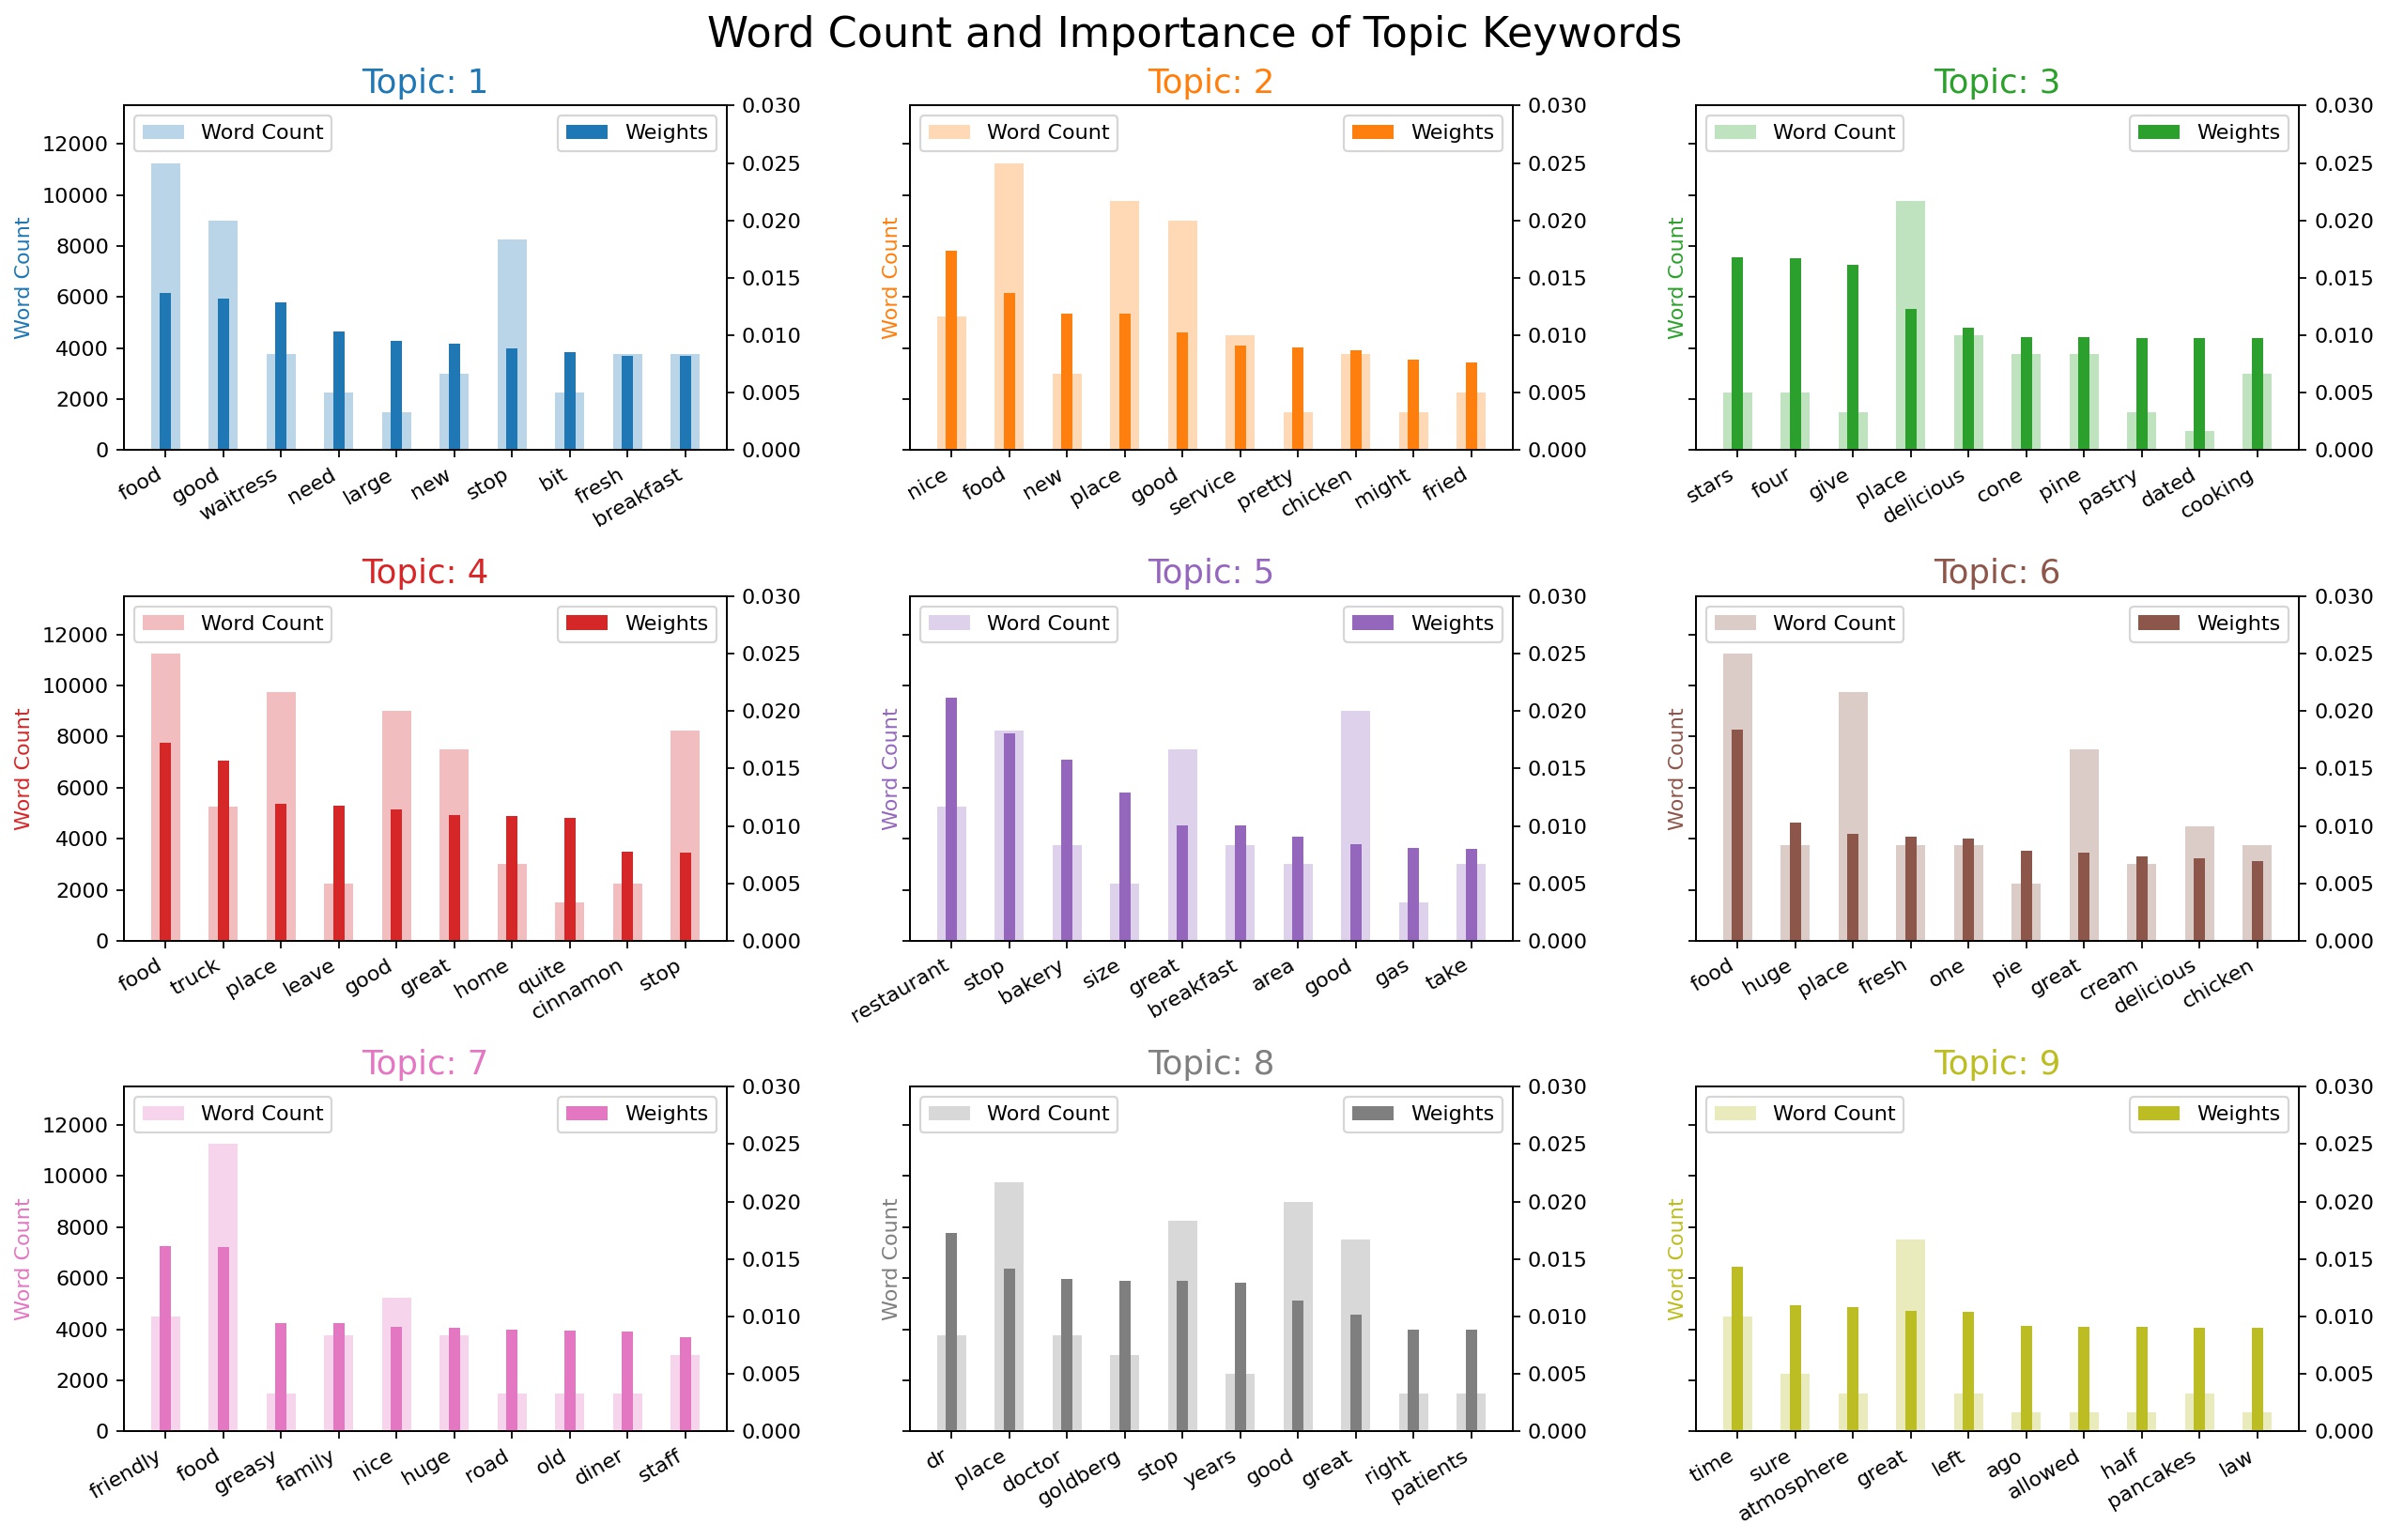 Word Count and Importance of Topic Keywords
Topic: 1
Word Count
Weights
Word Count
12000
10000
8000
6000
4000
2000
0
0.030
0.025
0.020
0.015
0.010
0.005
0.000
food
good
waitress
need
large
new
stop
bit
fresh
breakfast
Topic: 2
Word Count
Weights
Word Count
0.030
0.025
0.020
0.015
0.010
0.005
0.000
nice
food
new
place
good
service
pretty
chicken
might
fried
Topic: 3
Word Count
Weights
Word Count
0.030
0.025
0.020
0.015
0.010
0.005
0.000
stars
four
give
place
delicious
cone
pine
pastry
dated
cooking
Topic: 4
Word Count
Weights
Word Count
12000
10000
8000
6000
4000
2000
0
0.030
0.025
0.020
0.015
0.010
0.005
0.000
food
truck
place
leave
good
great
home
quite
cinnamon
stop
Topic: 5
Word Count
Weights
Word Count
0.030
0.025
0.020
0.015
0.010
0.005
0.000
restaurant
stop
bakery
size
great
breakfast
area
good
gas
take
Topic: 6
Word Count
Weights
Word Count
0.030
0.025
0.020
0.015
0.010
0.005
0.000
food
huge
place
fresh
one
pie
great
cream
delicious
chicken
Topic: 7
Word Count
Weights
Word Count
12000
10000
8000
6000
4000
2000
0
0.030
0.025
0.020
0.015
0.010
0.005
0.000
friendly
food
greasy
family
nice
huge
road
old
diner
staff
Topic: 8
Word Count
Weights
Word Count
0.030
0.025
0.020
0.015
0.010
0.005
0.000
dr
place
doctor
goldberg
stop
years
good
great
right
patients
Topic: 9
Word Count
Weights
Word Count
0.030
0.025
0.020
0.015
0.010
0.005
0.000
time
sure
atmosphere
great
left
ago
allowed
half
pancakes
law